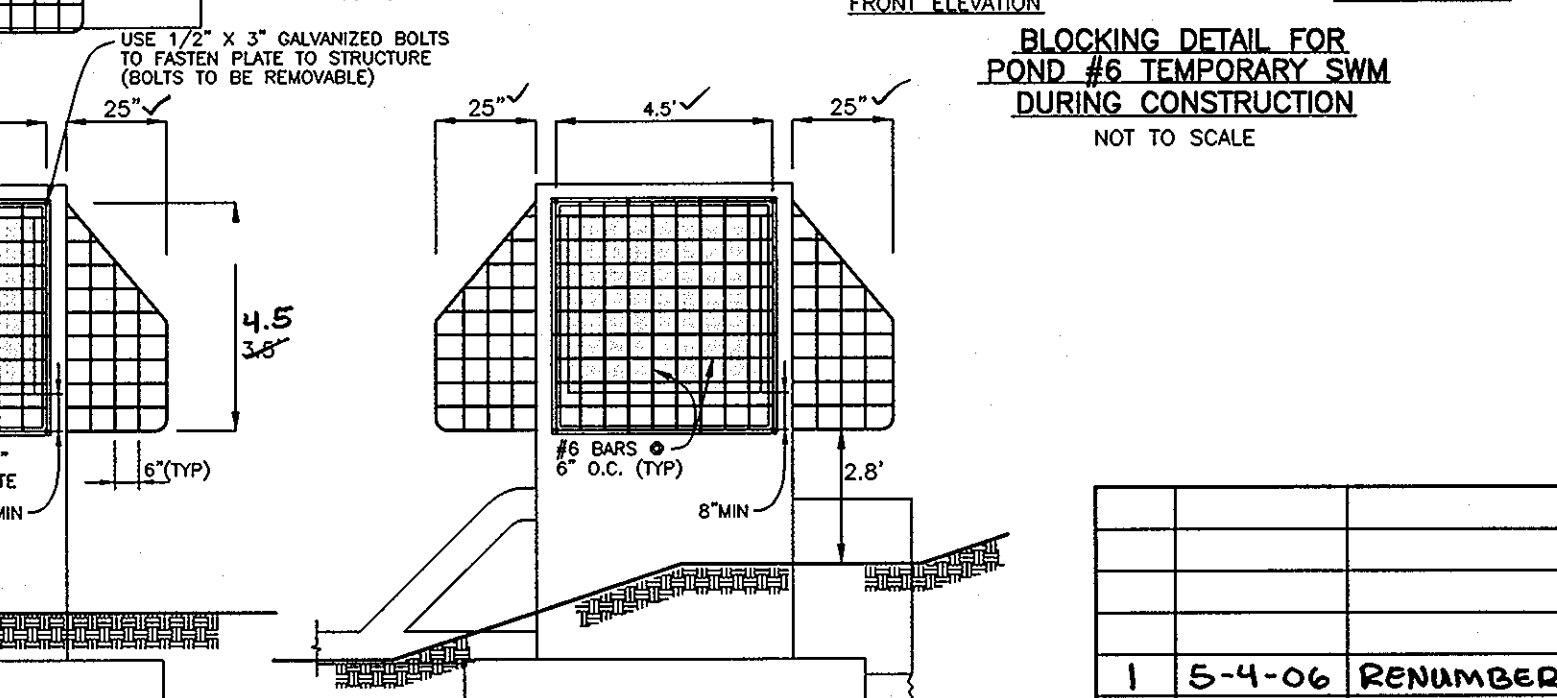 FRONT ELEVATION
USE 1/2" X 3" GALVANIZED BOLTS
TO FASTEN PLATE TO STRUCTURE
(BOLTS TO BE REMOVABLE)
BLOCKING DETAIL FOR
POND #6 TEMPORARY SWM
DURING CONSTRUCTION
NOT TO SCALE
25"✓
25"✓
4.5'✓
25"✓
4.5
3.5'
6"(TYP)
MIN
#6 BARS @
6" O.C. (TYP)
8"MIN
2.8'
1 5-4-06 RENUMBER